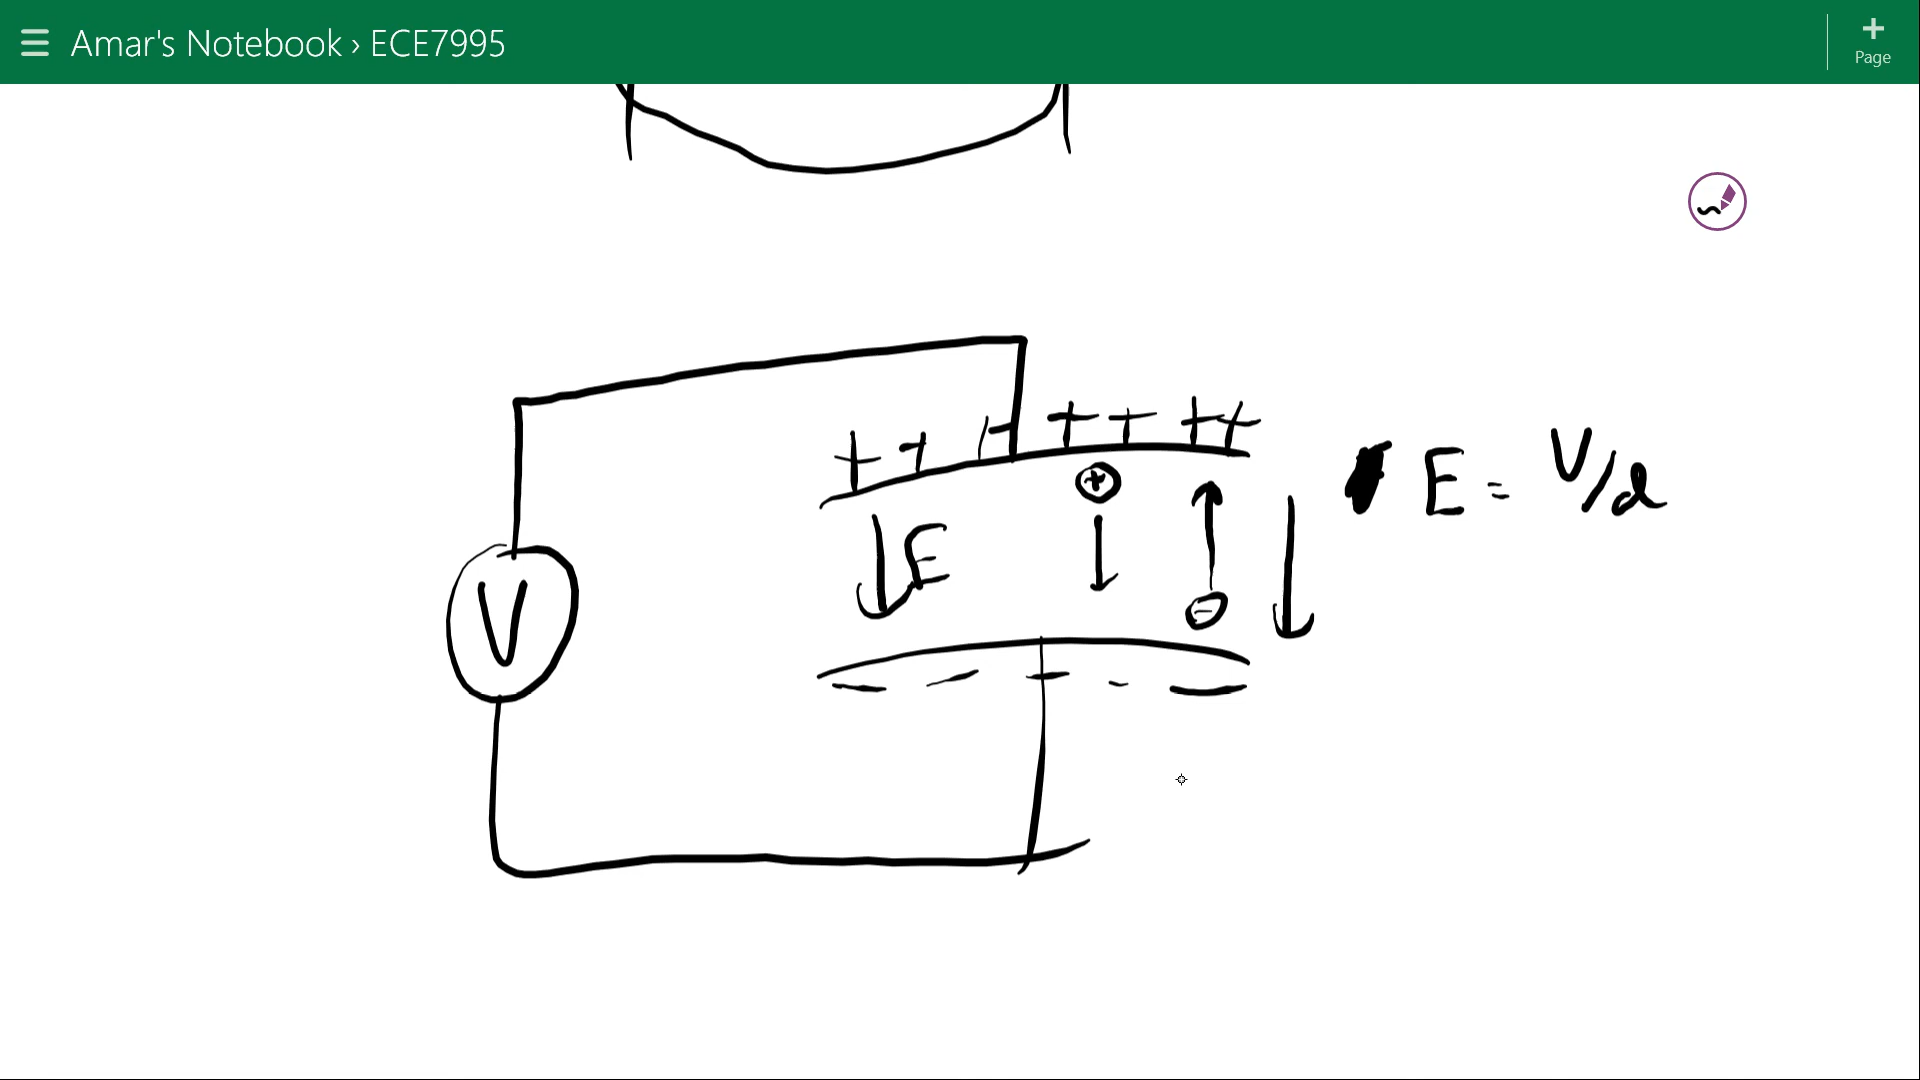 Amar's Notebook › ECE7995
+
Page
+ + + + + + +
V
E
+
-
E = V/d
- - - - -